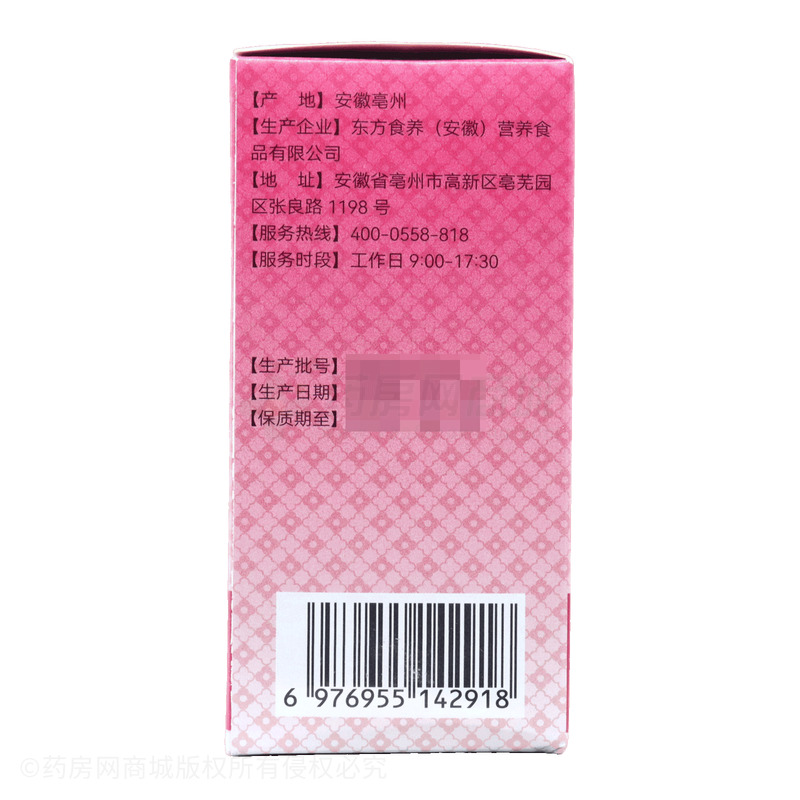 【产 地】安徽亳州
【生产企业】东方食养（安徽）营养食
品有限公司
【地 址】安徽省亳州市高新区亳芜园
区张良路 1198 号
【服务热线】400-0558-818
【服务时段】工作日 9:00-17:30
【生产批号】
【生产日期】
【保质期至】
药房网
6 976955 142918
©药房网商城版权所有侵权必究